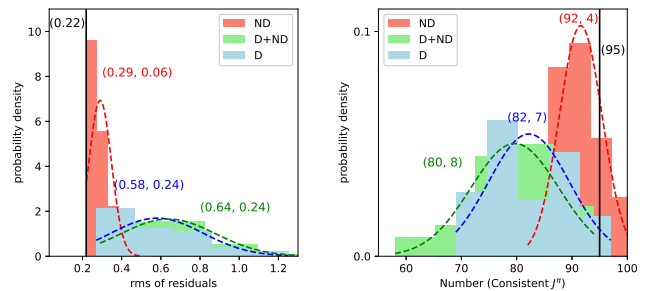 (0.22)
(0.29, 0.06)
(0.58, 0.24)
(0.64, 0.24)
ND
D+ND
D
probability density
0
2
4
6
8
10
0.2
0.4
0.6
0.8
1.0
1.2
rms of residuals
(92, 4)
(95)
(82, 7)
(80, 8)
ND
D+ND
D
probability density
0.0
0.1
60
70
80
90
100
Number (Consistent J^π)